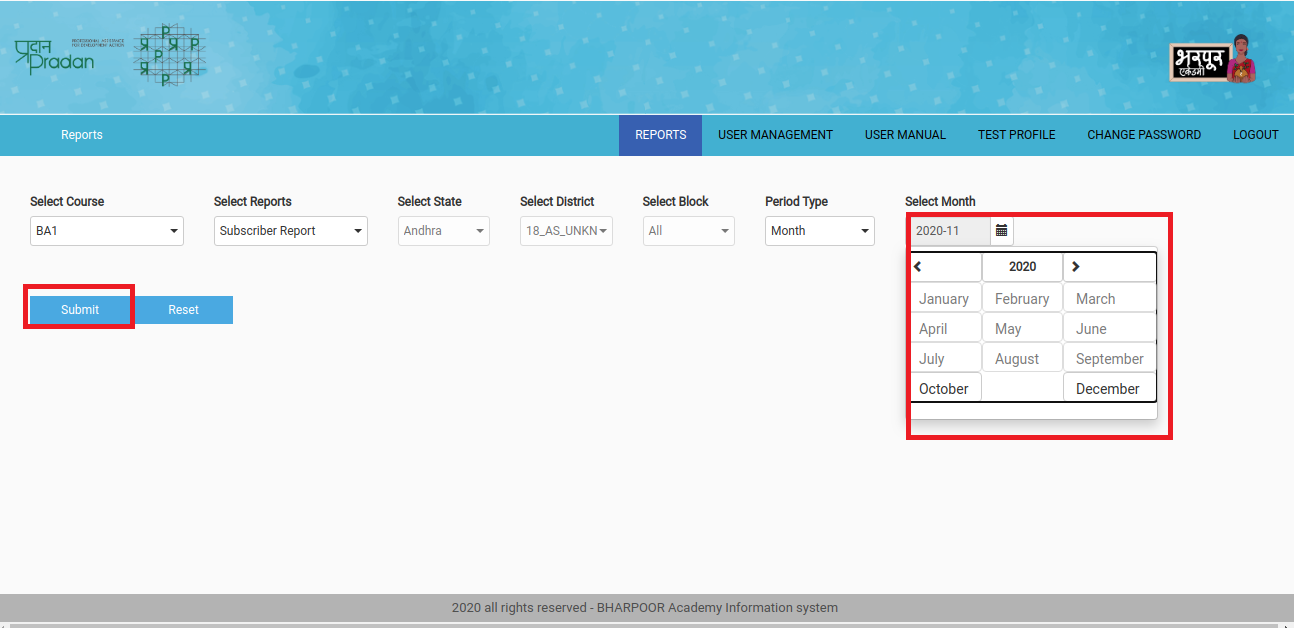 प्रदान
Pradan
PROFESSIONAL ASSISTANCE
FOR DEVELOPMENT ACTION
प्र P
प्र P प्र P
P
प्र P प्र
P
भरपूर
एकेडमी
Reports
REPORTS USER MANAGEMENT USER MANUAL TEST PROFILE CHANGE PASSWORD LOGOUT
Select Course Select Reports Select State Select District Select Block Period Type Select Month
BA1 Subscriber Report Andhra 18_AS_UNKN All Month 2020-11
2020
January February March
Submit Reset
April May June
July August September
October December
2020 all rights reserved - BHARPOOR Academy Information system